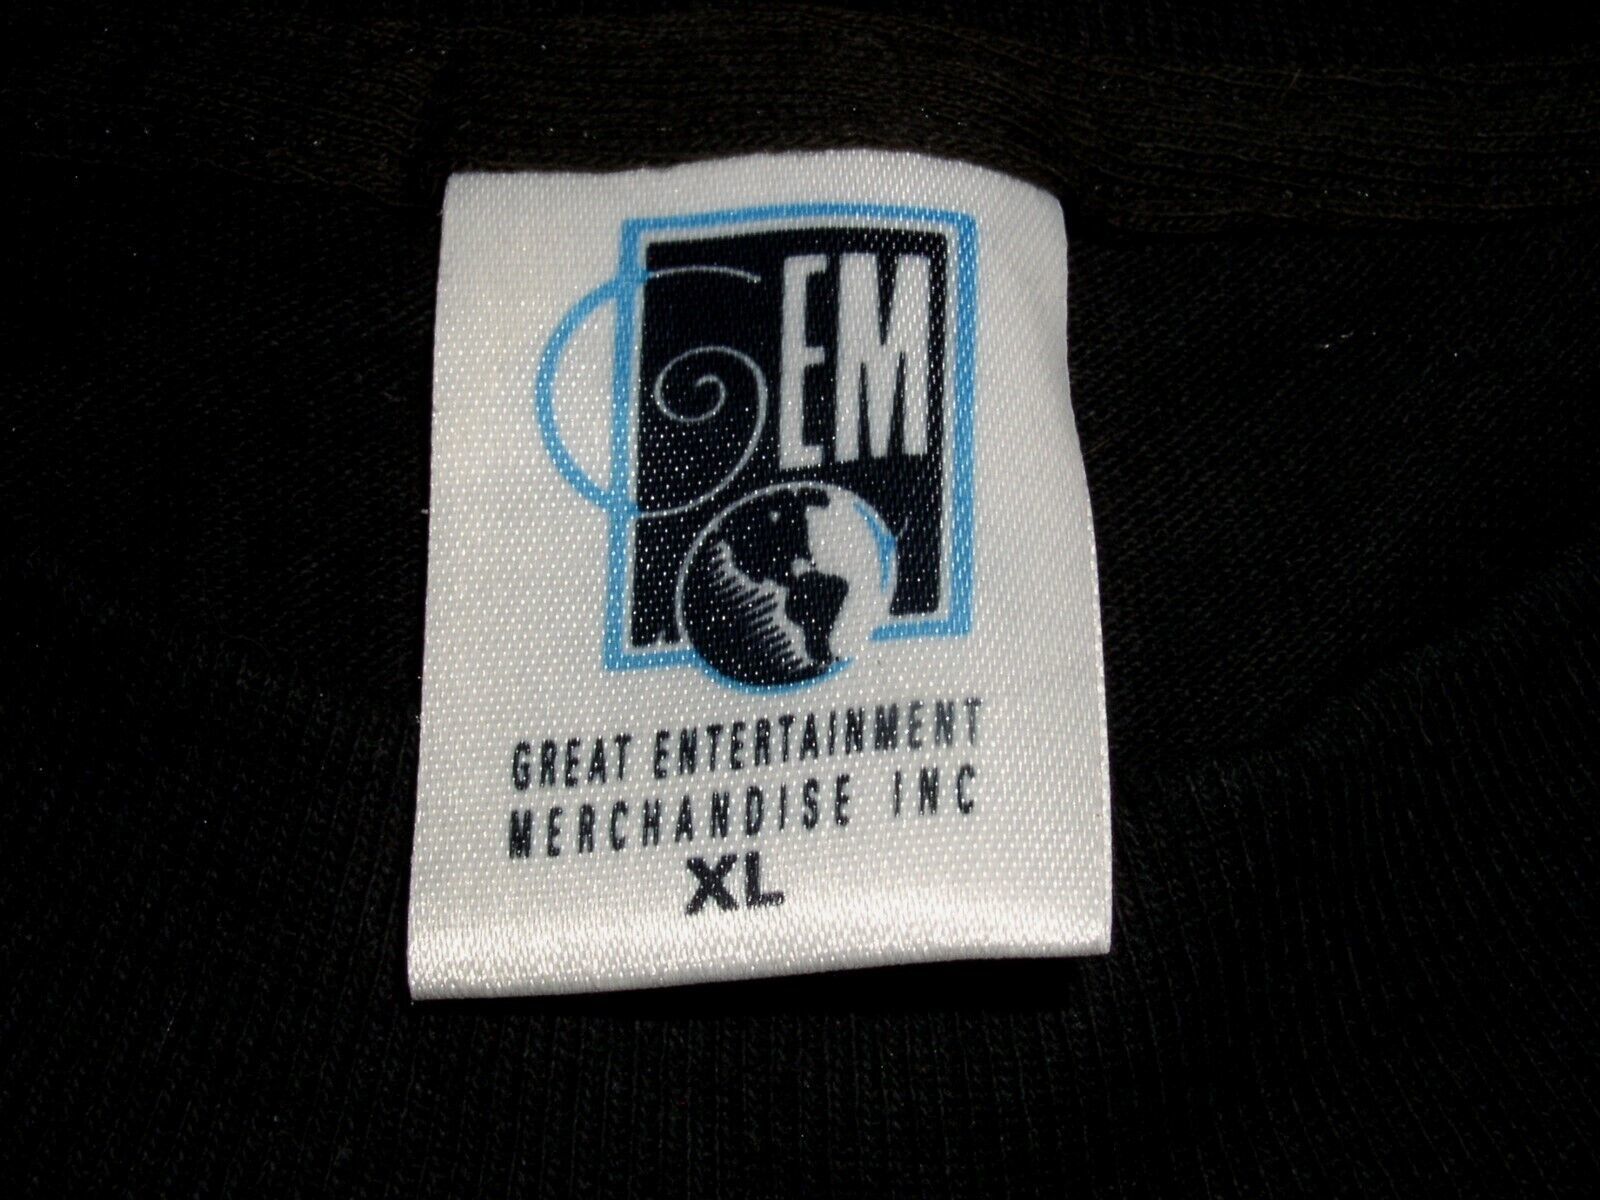 GEM
GREAT ENTERTAINMENT
MERCHANDISE INC
XL